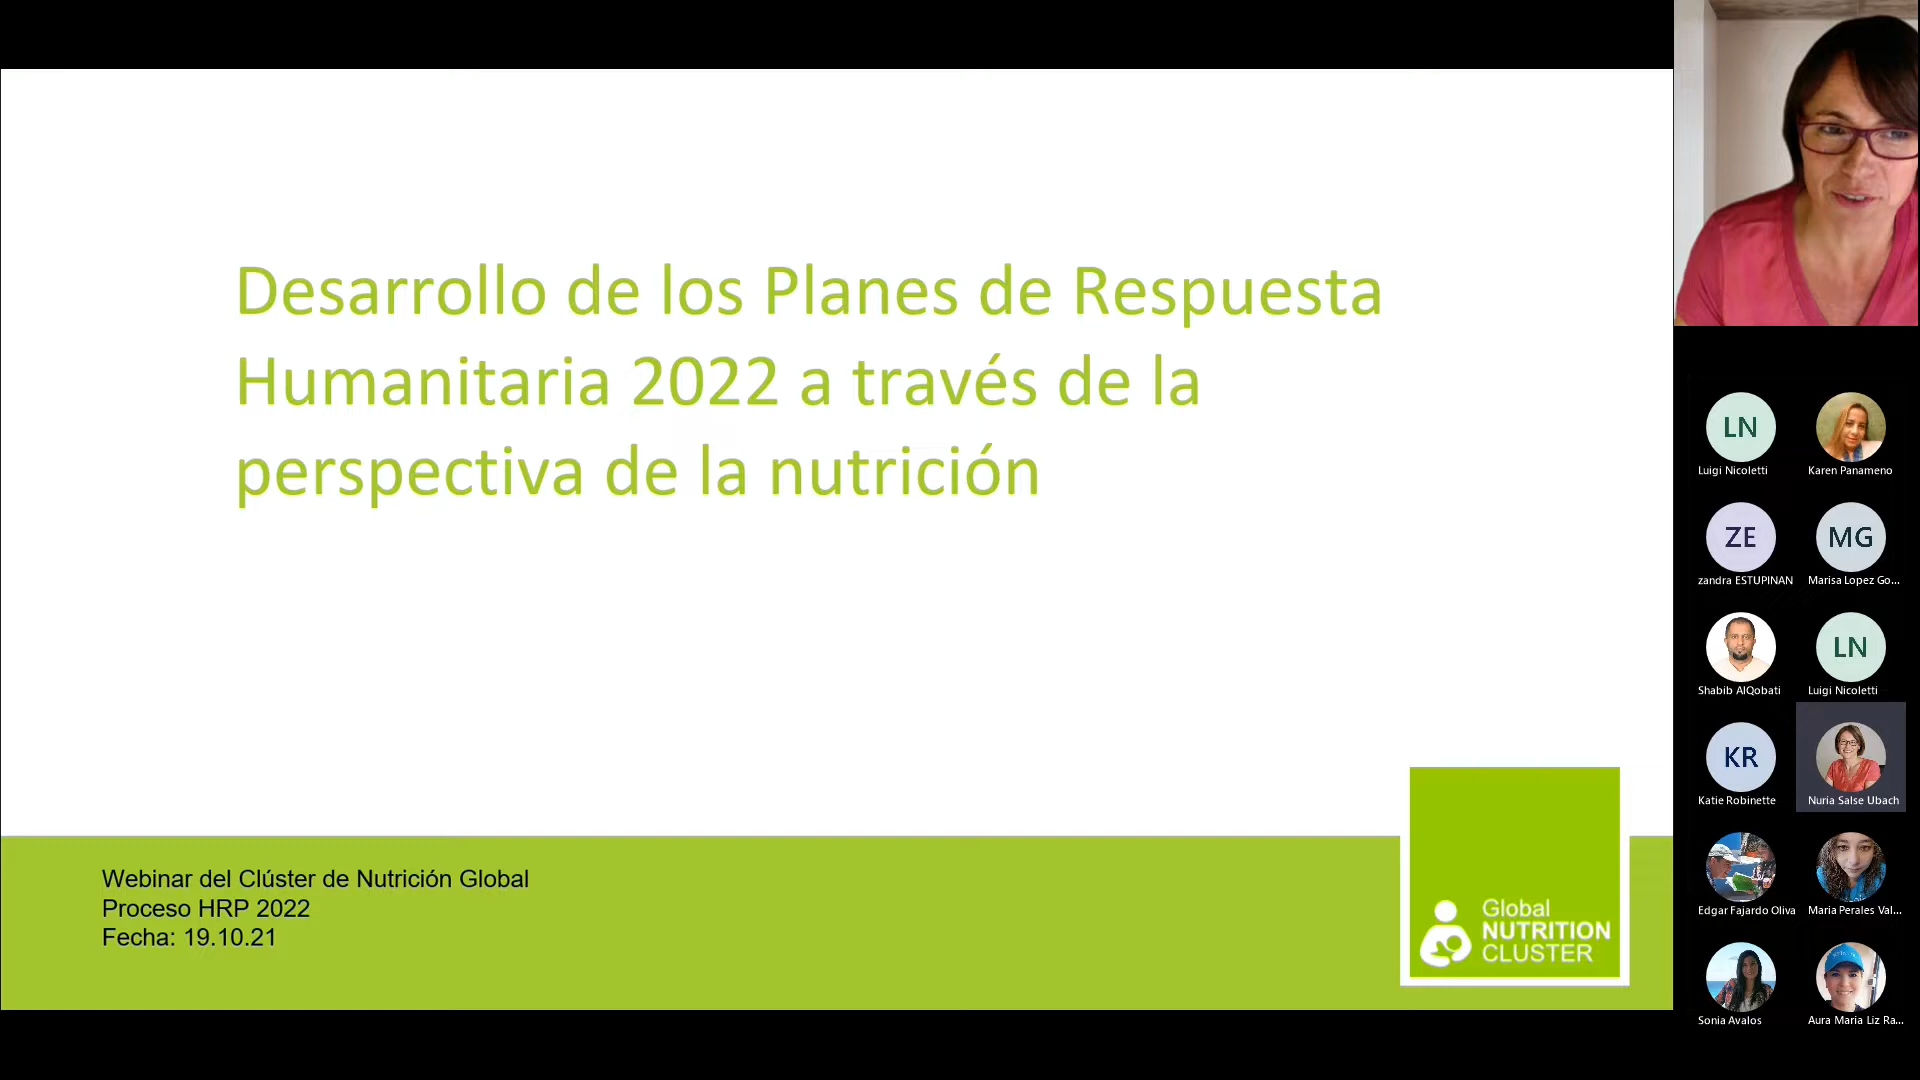 Desarrollo de los Planes de Respuesta
Humanitaria 2022 a través de la
perspectiva de la nutrición
Webinar del Clúster de Nutrición Global
Proceso HRP 2022
Fecha: 19.10.21
Global
NUTRITION
CLUSTER
LN
Luigi Nicoletti
Karen Panameno
ZE
zandra ESTUPINAN
MG
Marisa Lopez Go...
Shabib AlQobati
LN
Luigi Nicoletti
KR
Katie Robinette
Nuria Salse Ubach
Edgar Fajardo Oliva
Maria Perales Val...
Sonia Avalos
Aura Maria Liz Ra...